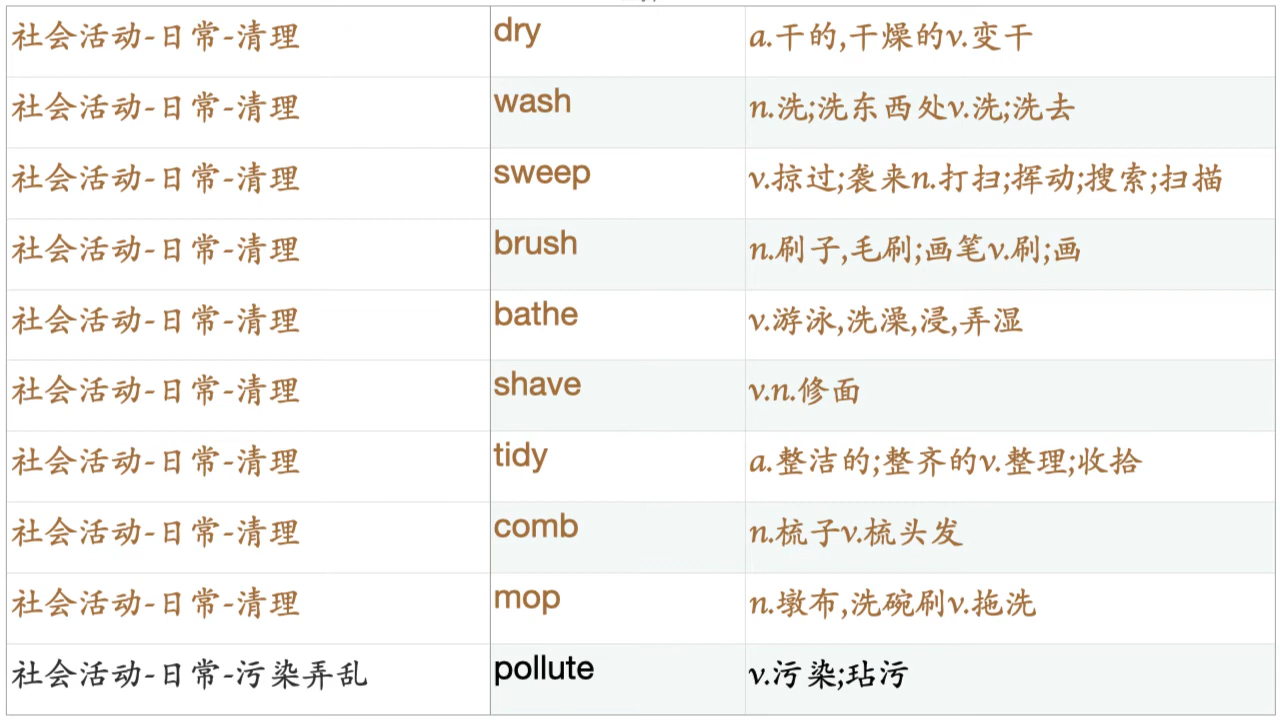 社会活动-日常-清理 dry a.干的,干燥的v.变干
社会活动-日常-清理 wash n.洗;洗东西处v.洗;洗去
社会活动-日常-清理 sweep v.掠过;袭来n.打扫;挥动;搜索;扫描
社会活动-日常-清理 brush n.刷子,毛刷;画笔v.刷;画
社会活动-日常-清理 bathe v.游泳,洗澡,浸,弄湿
社会活动-日常-清理 shave v.n.修面
社会活动-日常-清理 tidy a.整洁的;整齐的v.整理;收拾
社会活动-日常-清理 comb n.梳子v.梳头发
社会活动-日常-清理 mop n.墩布,洗碗刷v.拖洗
社会活动-日常-污染弄乱 pollute v.污染;玷污